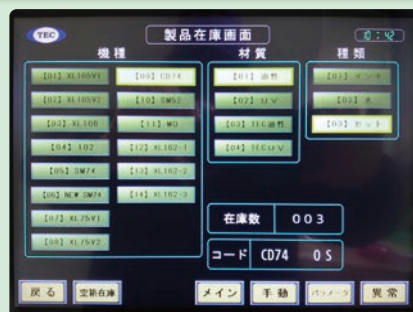 TEC
製品在庫画面
機種
材質
種類
【01】XL105V1
【09】CD74
【01】油性
【01】インキ
【02】XL105V2
【10】SM52
【02】UV
【02】水
【03】XL106
【11】MO
【03】TEC油性
【03】セット
【04】102
【12】XL162-1
【04】TECUV
【05】SM74
【13】XL162-2
【06】NEW SM74
【14】XL162-3
【07】XL75V1
【08】XL75V2
在庫数 003
コード CD74 0S
戻る
空箱在庫
メイン
手動
パラメータ
異常